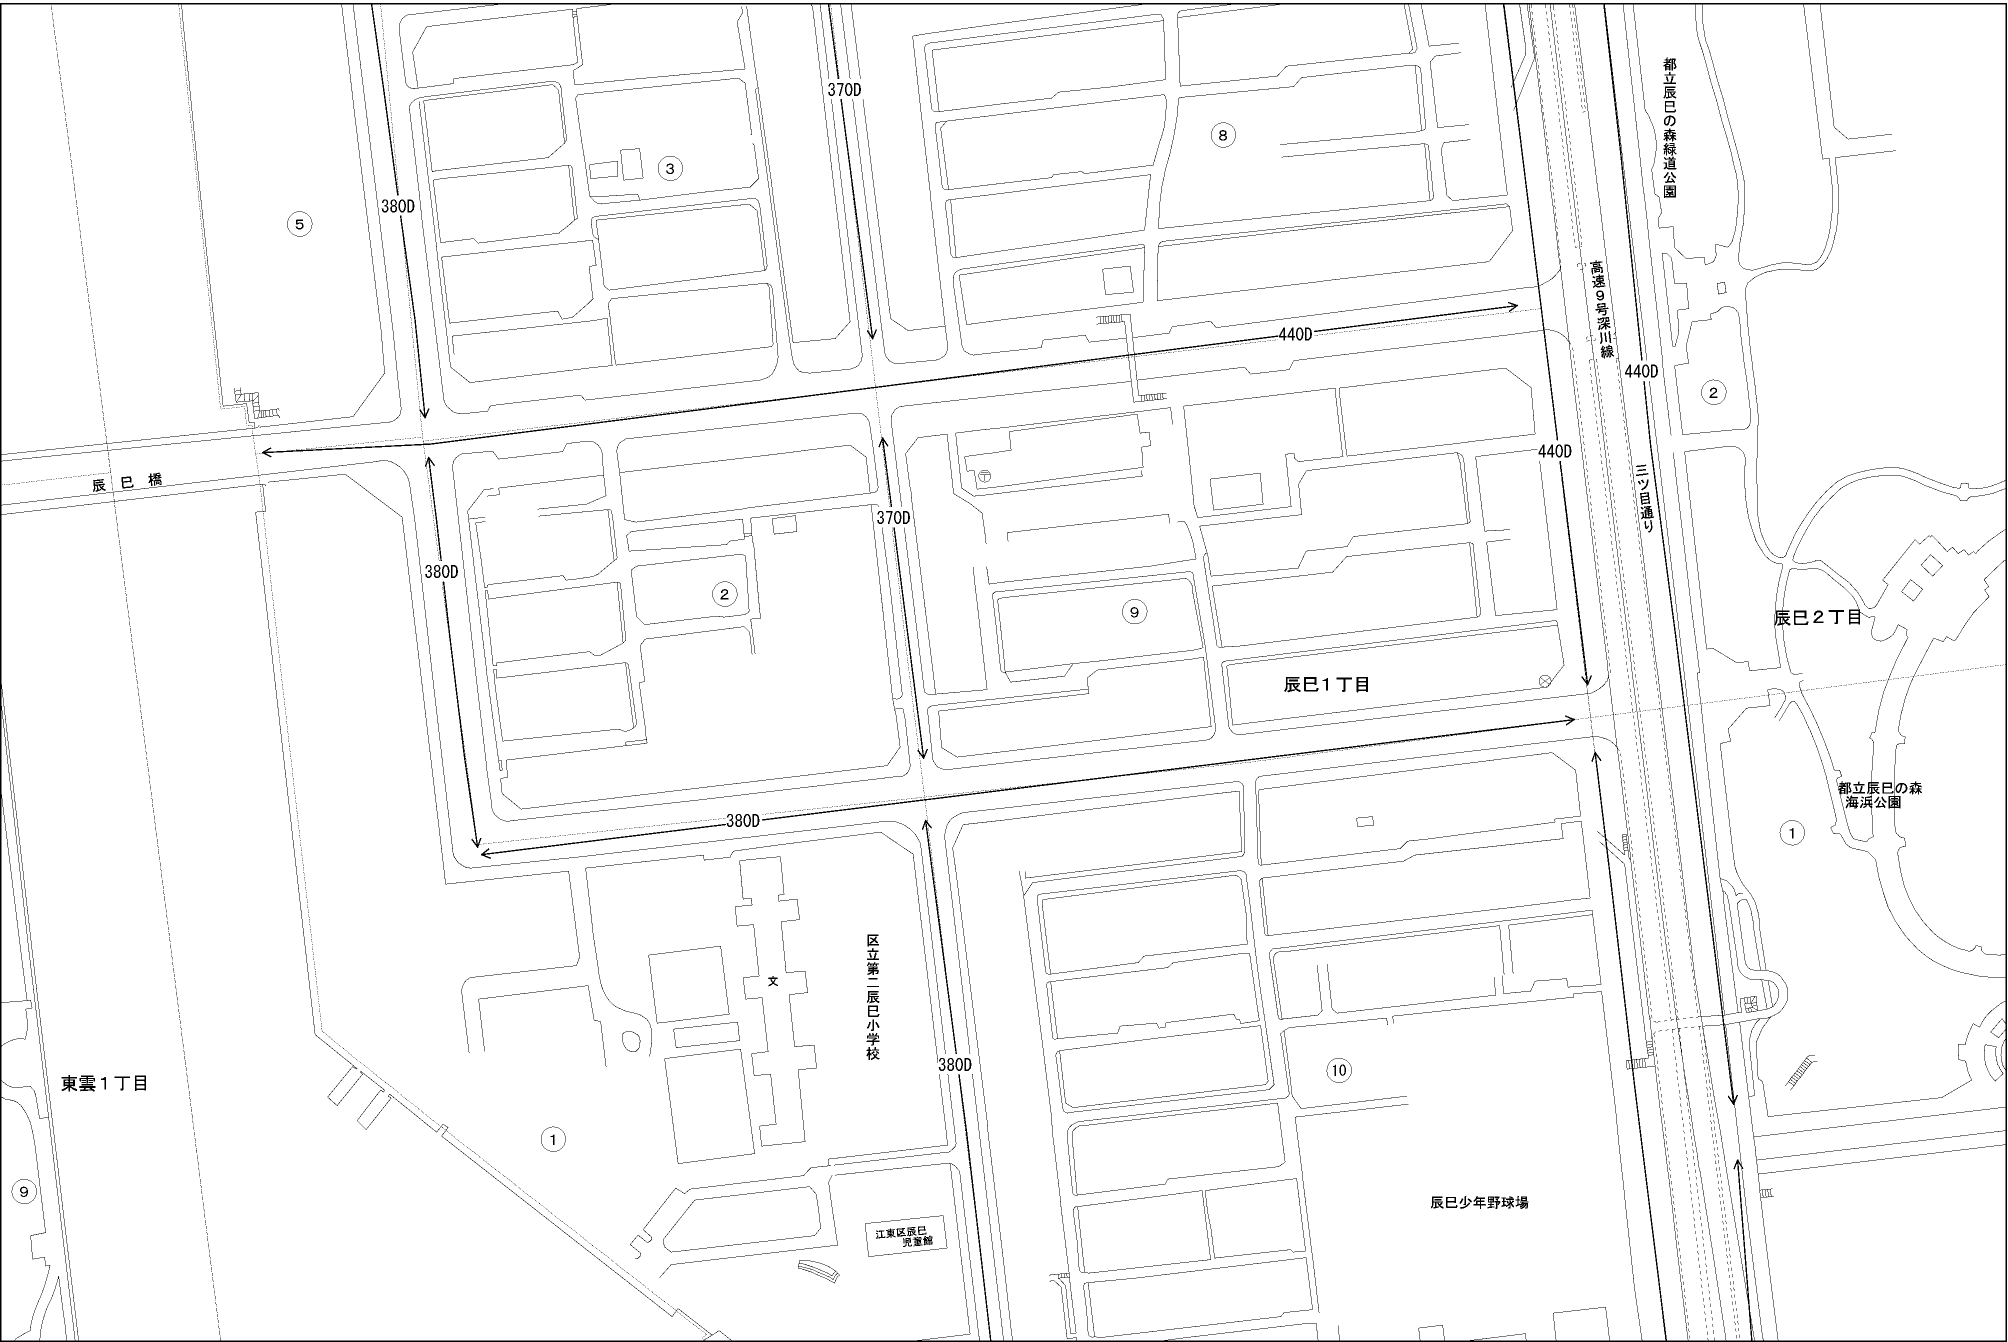 370D
都立辰巳の森緑道公園
8
3
380D
5
高速9号深川線
440D
440D
2
440D
辰巳橋
三ツ目通り
370D
380D
2
9
辰巳2丁目
辰巳1丁目
都立辰巳の森
海浜公園
380D
1
区立第二辰巳小学校
文
380D
10
東雲1丁目
1
9
辰巳少年野球場
江東区辰巳
児童館